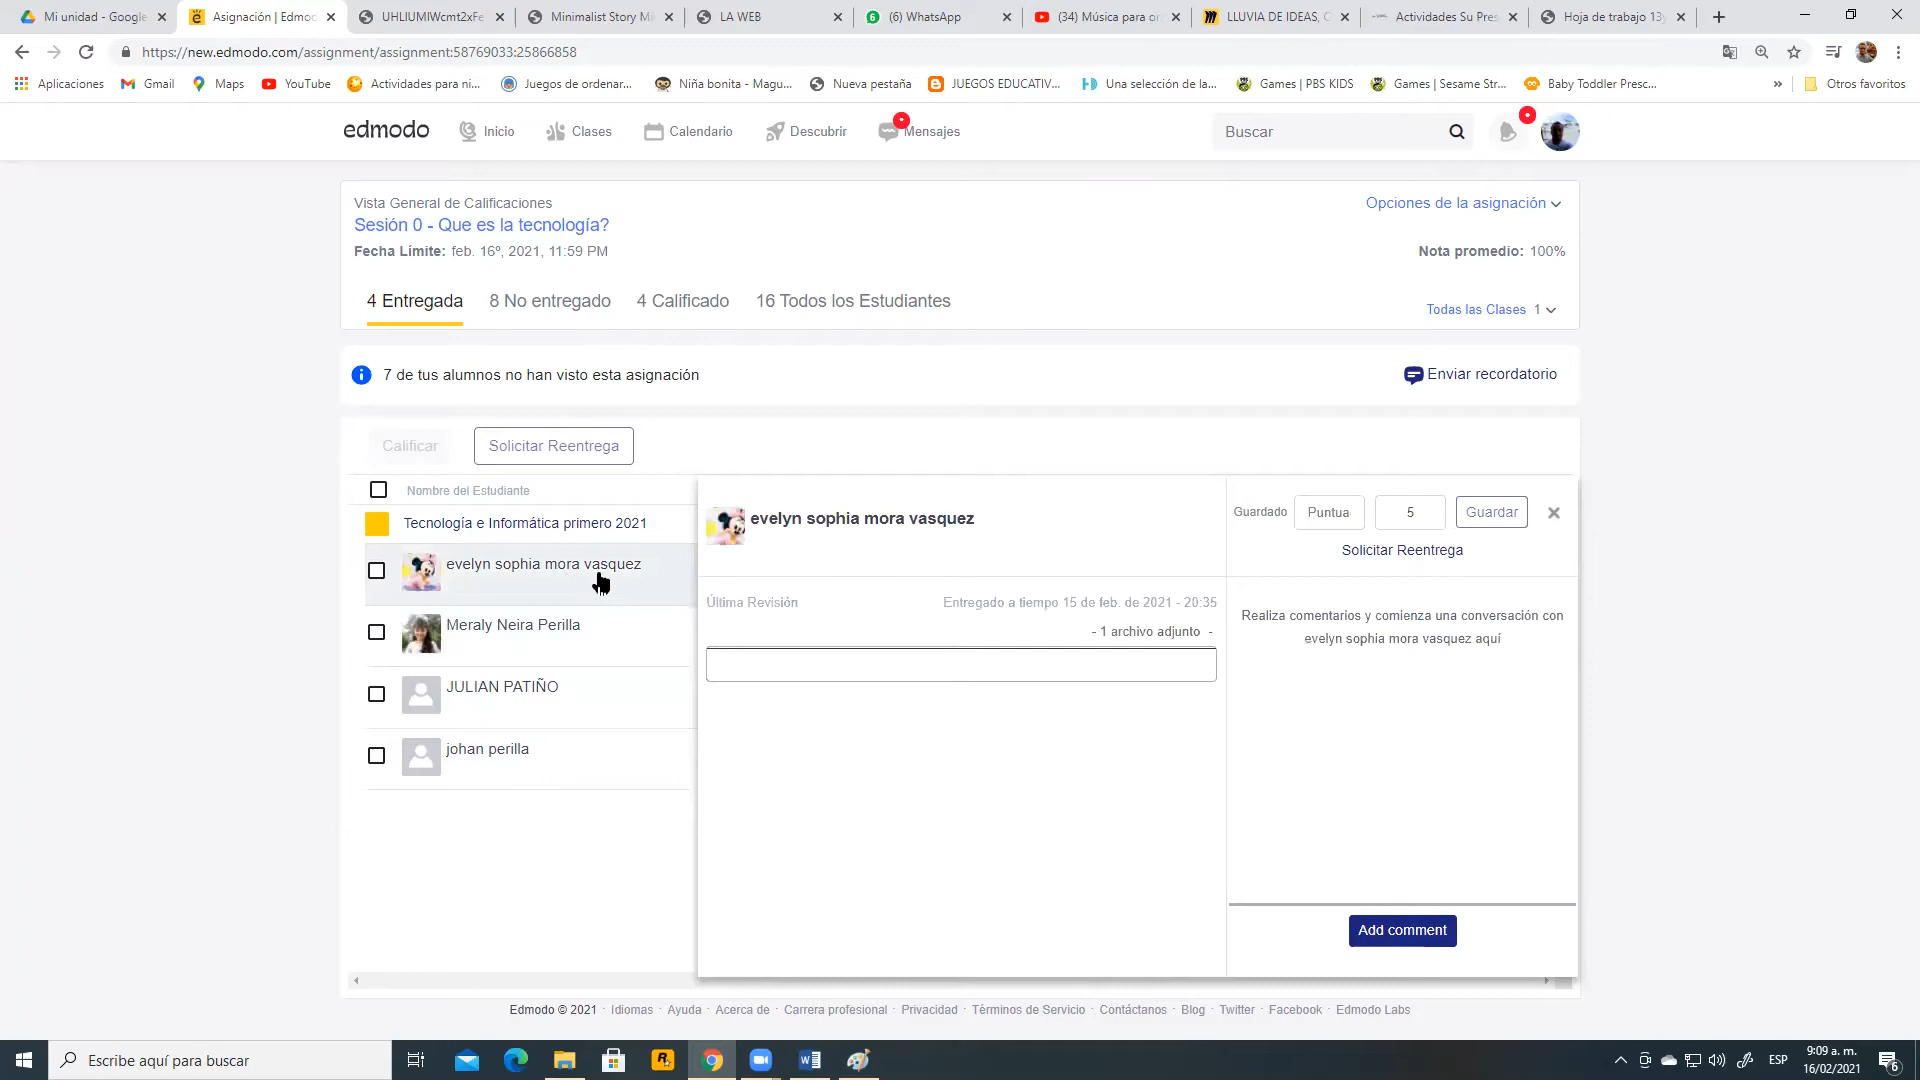 Mi unidad - Google
Asignación | Edmo
UHLIUMIWcmt2xFe
Minimalist Story Mi
LA WEB
(6) WhatsApp
(34) Música para or
LLUVIA DE IDEAS, C
Actividades Su Pres
Hoja de trabajo 13
https://new.edmodo.com/assignment/assignment:58769033:25866858
Aplicaciones
Gmail
Maps
YouTube
Actividades para ni...
Juegos de ordenar...
Niña bonita - Magu...
Nueva pestaña
JUEGOS EDUCATIV...
Una selección de la...
Games | PBS KIDS
Games | Sesame Str...
Baby Toddler Presc...
»
Otros favoritos
edmodo
Inicio
Clases
Calendario
Descubrir
Mensajes
Buscar
Vista General de Calificaciones
Opciones de la asignación
Sesión 0 - Que es la tecnología?
Fecha Límite: feb. 16º, 2021, 11:59 PM
Nota promedio: 100%
4 Entregada
8 No entregado
4 Calificado
16 Todos los Estudiantes
Todas las Clases 1
7 de tus alumnos no han visto esta asignación
Enviar recordatorio
Calificar
Solicitar Reentrega
Nombre del Estudiante
Tecnología e Informática primero 2021
evelyn sophia mora vasquez
Meraly Neira Perilla
JULIAN PATIÑO
johan perilla
evelyn sophia mora vasquez
Guardado
Puntua
5
Guardar
Solicitar Reentrega
Última Revisión
Entregado a tiempo 15 de feb. de 2021 - 20:35
- 1 archivo adjunto -
Realiza comentarios y comienza una conversación con
evelyn sophia mora vasquez aquí
Add comment
Edmodo © 2021 · Idiomas · Ayuda · Acerca de · Carrera profesional · Privacidad · Términos de Servicio · Contáctanos · Blog · Twitter · Facebook · Edmodo Labs
Escribe aquí para buscar
ESP
9:09 a. m.
16/02/2021
6